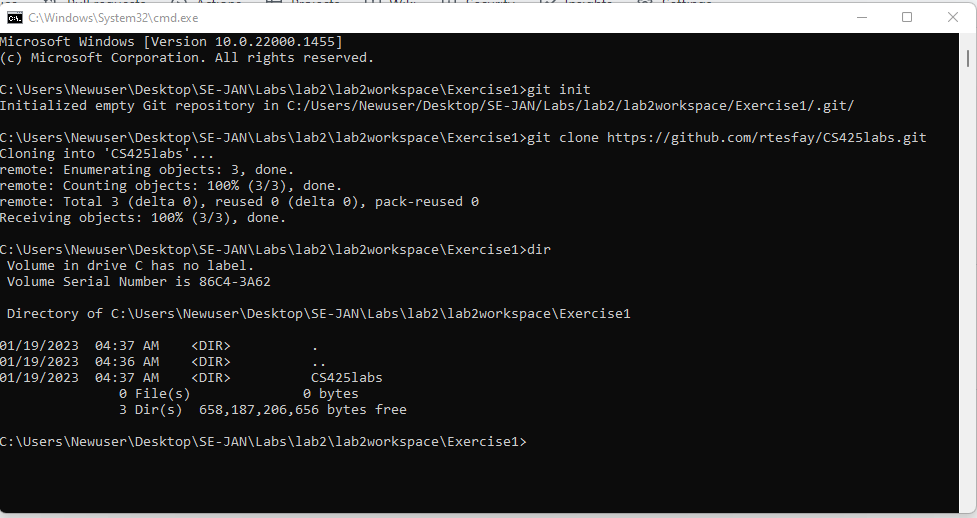 C:\Windows\System32\cmd.exe
Microsoft Windows [Version 10.0.22000.1455]
(c) Microsoft Corporation. All rights reserved.
C:\Users\Newuser\Desktop\SE-JAN\Labs\lab2\lab2workspace\Exercise1>git init
Initialized empty Git repository in C:/Users/Newuser/Desktop/SE-JAN/Labs/lab2/lab2workspace/Exercise1/.git/
C:\Users\Newuser\Desktop\SE-JAN\Labs\lab2\lab2workspace\Exercise1>git clone https://github.com/rtesfay/CS425labs.git
Cloning into 'CS425labs'...
remote: Enumerating objects: 3, done.
remote: Counting objects: 100% (3/3), done.
remote: Total 3 (delta 0), reused 0 (delta 0), pack-reused 0
Receiving objects: 100% (3/3), done.
C:\Users\Newuser\Desktop\SE-JAN\Labs\lab2\lab2workspace\Exercise1>dir
Volume in drive C has no label.
Volume Serial Number is 86C4-3A62
Directory of C:\Users\Newuser\Desktop\SE-JAN\Labs\lab2\lab2workspace\Exercise1
01/19/2023  04:37 AM    <DIR>          .
01/19/2023  04:36 AM    <DIR>          ..
01/19/2023  04:37 AM    <DIR>          CS425labs
0 File(s)              0 bytes
3 Dir(s)  658,187,206,656 bytes free
C:\Users\Newuser\Desktop\SE-JAN\Labs\lab2\lab2workspace\Exercise1>